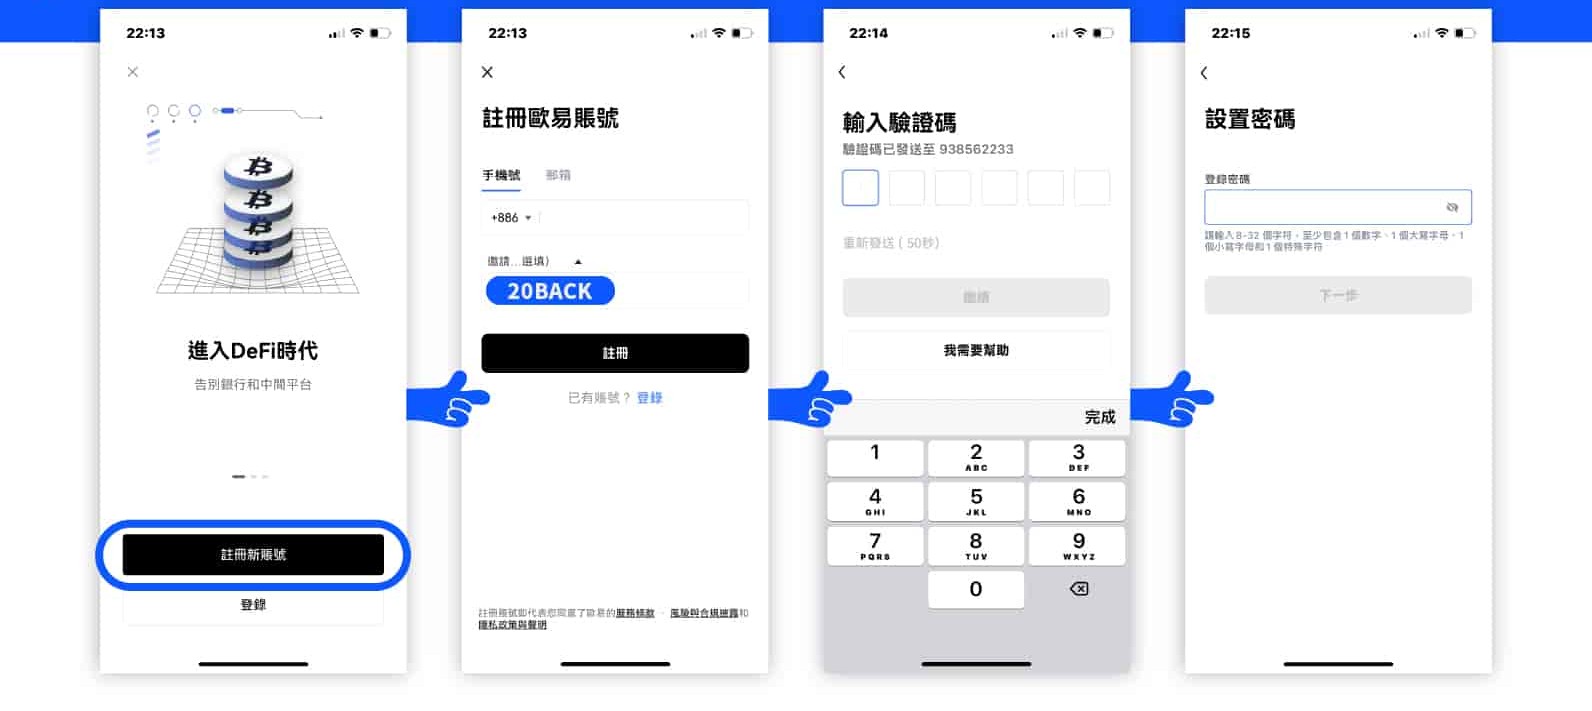 22:13
進入DeFi時代
告別銀行和中間平台
註冊新賬號
登錄
22:13
註冊歐易賬號
手機號 郵箱
+886
邀請...選填)
20BACK
註冊
已有賬號？ 登錄
註冊賬號即代表您同意了歐易的服務條款 、 風險與合規披露和
隱私政策與聲明
22:14
輸入驗證碼
驗證碼已發送至 938562233
重新發送 ( 50秒)
繼續
我需要幫助
完成
1 2 3
ABC DEF
4 5 6
GHI JKL MNO
7 8 9
PQRS TUV WXYZ
0
22:15
設置密碼
登錄密碼
請輸入 8-32 個字符，至少包含 1 個數字、1 個大寫字母、1
個小寫字母和 1 個特殊字符
下一步